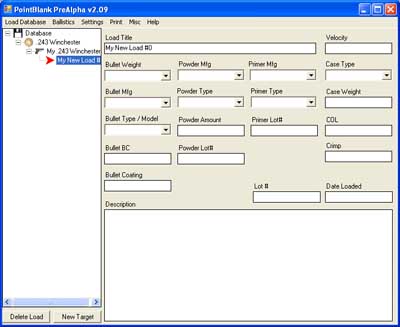 PointBlank PreAlpha v2.09
Load Database Ballistics Settings Print Misc Help
Database
.243 Winchester
My .243 Winchester
My New Load #
Load Title
Velocity
My New Load #0
Bullet Weight Powder Mfg Primer Mfg Case Type
Bullet Mfg Powder Type Primer Type Case Weight
Bullet Type / Model Powder Amount Primer Lot# COL
Bullet BC Powder Lot# Crimp
Bullet Coating
Lot # Date Loaded
Description
Delete Load New Target